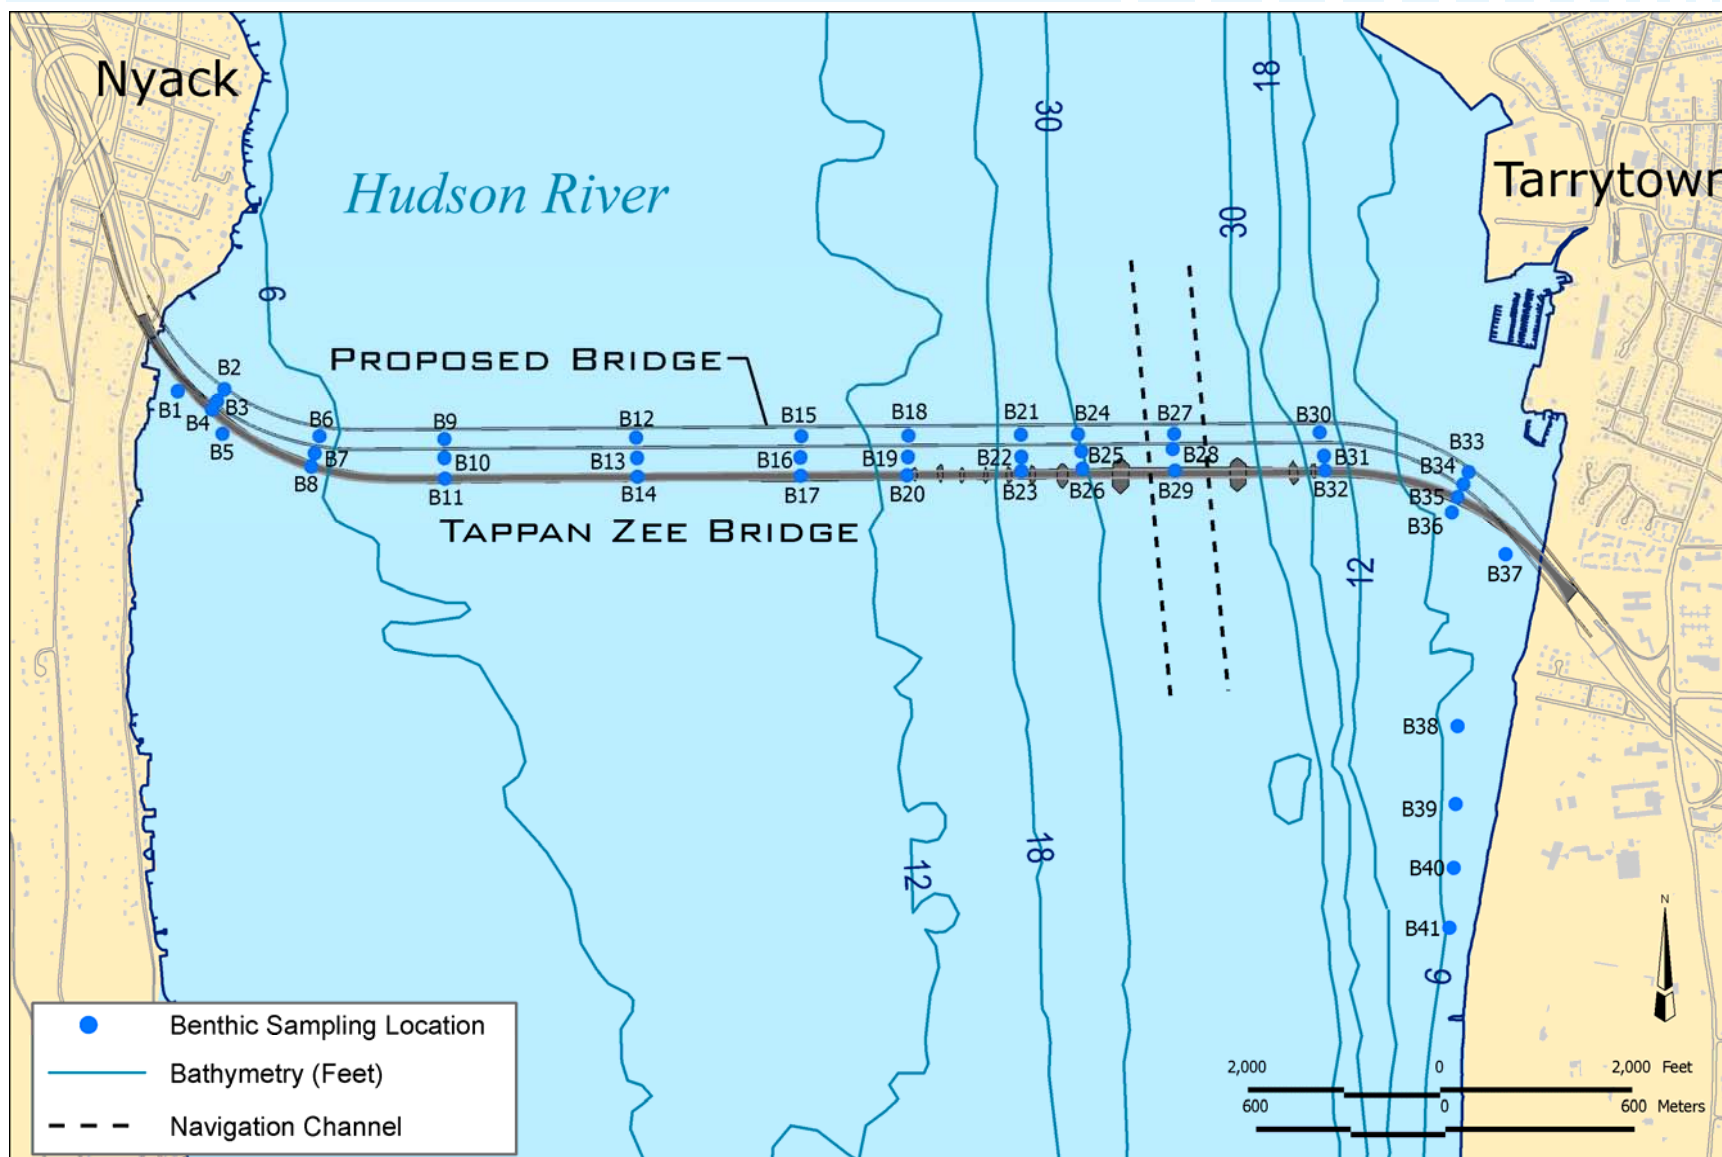 Nyack
18
30
Hudson River
Tarrytown
30
6
PROPOSED BRIDGE
B2
B1
B3
B4
B5
B6
B7
B8
B9
B10
B11
B12
B13
B14
B15
B16
B17
B18
B19
B20
B21
B22
B23
B24
B25
B26
B27
B28
B29
B30
B31
B32
B33
B34
B35
B36
B37
TAPPAN ZEE BRIDGE
12
B38
B39
18
12
B40
B41
6
N
Benthic Sampling Location
Bathymetry (Feet)
Navigation Channel
2,000 0 2,000 Feet
600 0 600 Meters